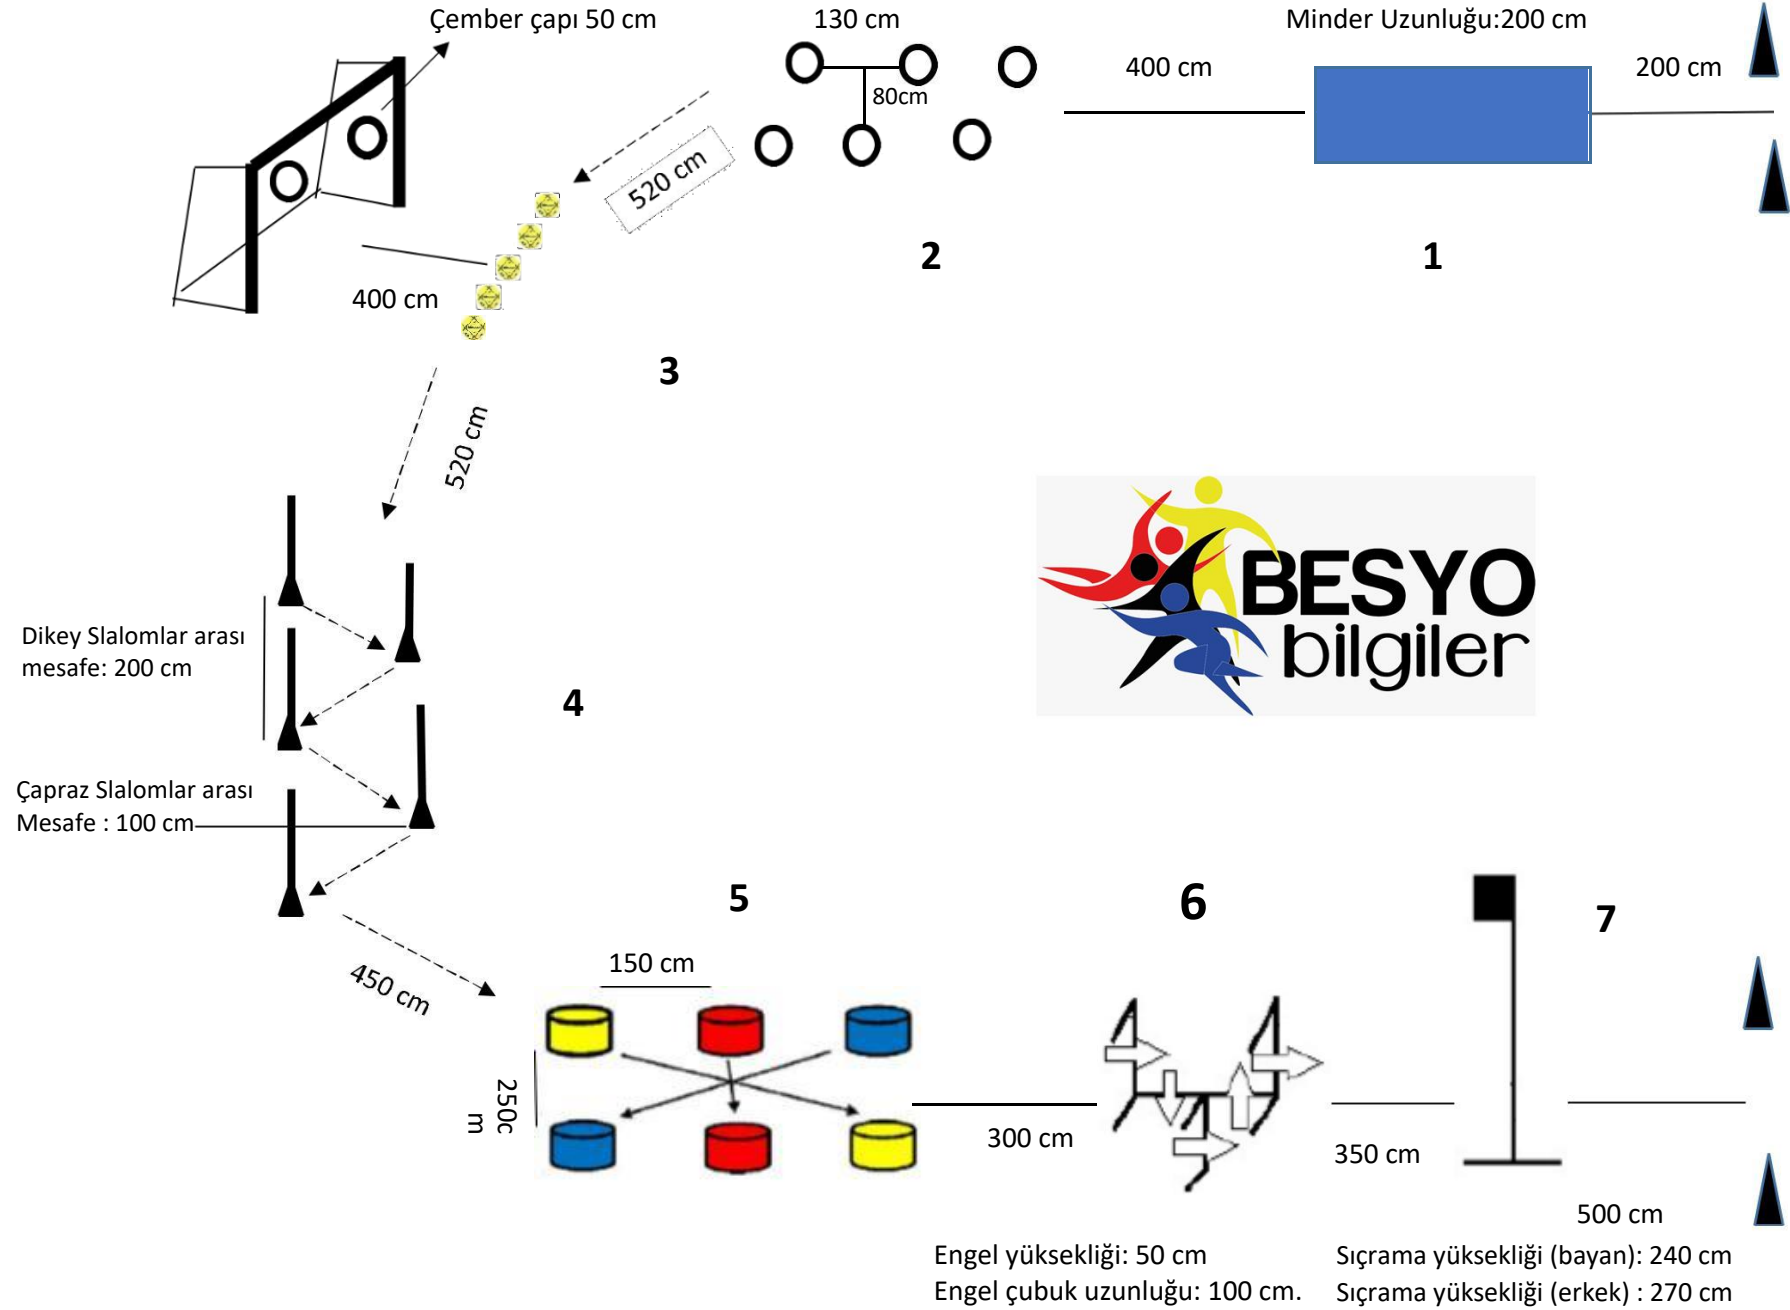 Çember çapı 50 cm
130 cm
Minder Uzunluğu:200 cm
400 cm
200 cm
80cm
520 cm
2
1
400 cm
3
520 cm
BESYO
bilgiler
Dikey Slalomlar arası
mesafe: 200 cm
4
Çapraz Slalomlar arası
Mesafe : 100 cm
5
6
7
450 cm
150 cm
250c
m
300 cm
350 cm
500 cm
Engel yüksekliği: 50 cm
Engel çubuk uzunluğu: 100 cm.
Sıçrama yüksekliği (bayan): 240 cm
Sıçrama yüksekliği (erkek) : 270 cm